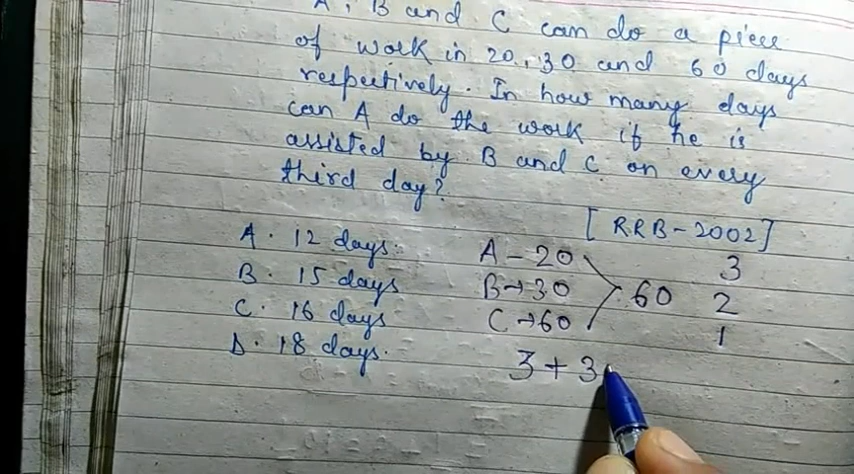 A, B and C can do a piece
of work in 20, 30 and 60 days
respectively. In how many days
can A do the work if he is
assisted by B and C on every
third day?
[RRB-2002]
A. 12 days.
B. 15 days
C. 16 days
D. 18 days.
A - 20 3
B → 30 60 2
C → 60 1
3 + 3